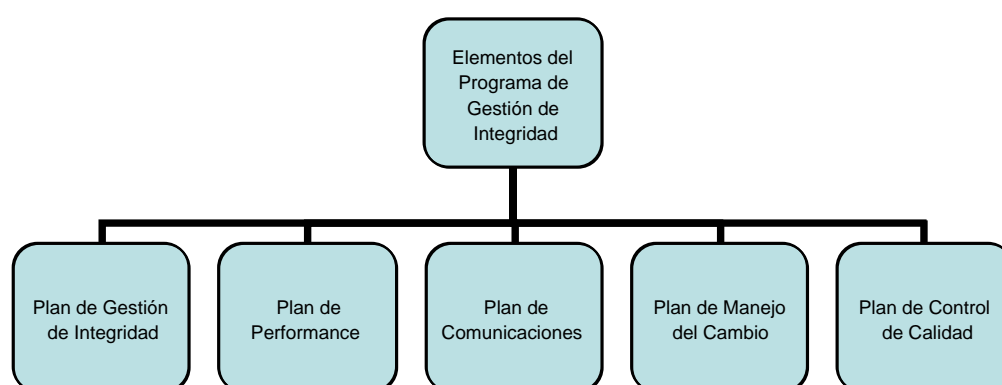 Elementos del
Programa de
Gestión de
Integridad
Plan de Gestión
de Integridad
Plan de
Performance
Plan de
Comunicaciones
Plan de Manejo
del Cambio
Plan de Control
de Calidad